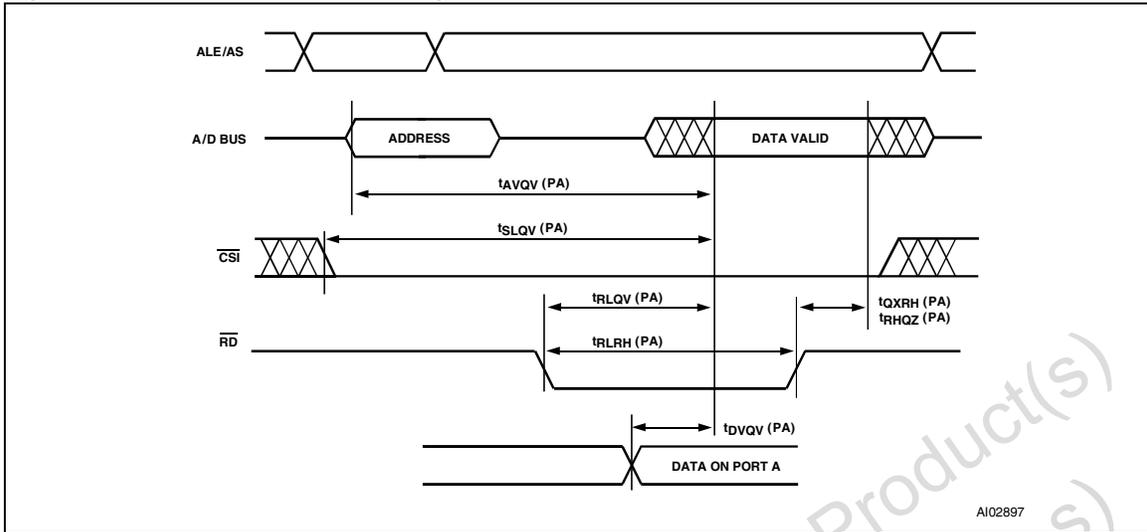 ALE/AS
A/D BUS
ADDRESS
DATA VALID
tAVQV (PA)
tSLQV (PA)
CSI
tRLQV (PA)
tQXRH (PA)
tRHQZ (PA)
tRLRH (PA)
RD
tDVQV (PA)
DATA ON PORT A
AI02897
Product(s)